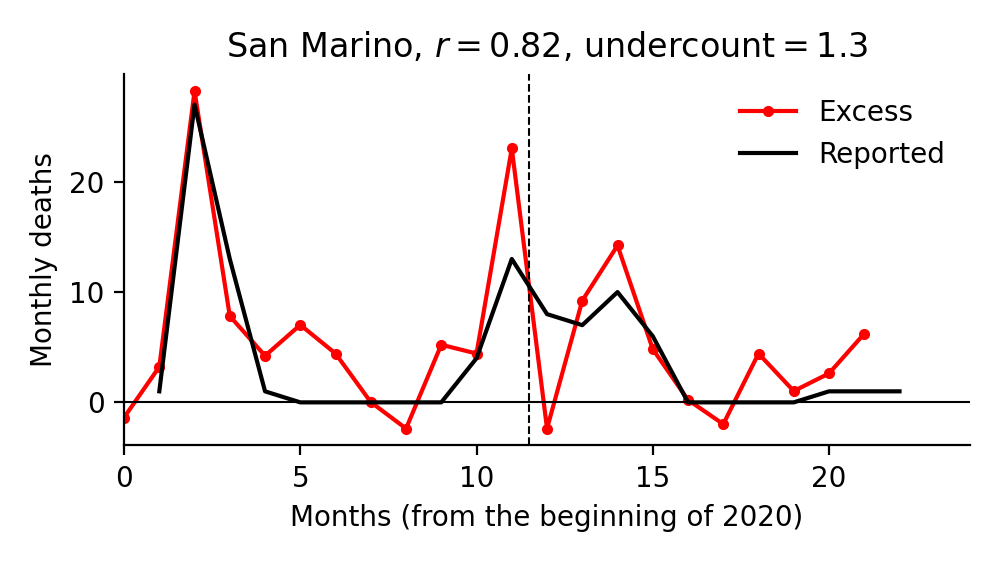 San Marino, r = 0.82, undercount = 1.3
Excess
Reported
Monthly deaths
20
10
0
0 5 10 15 20
Months (from the beginning of 2020)